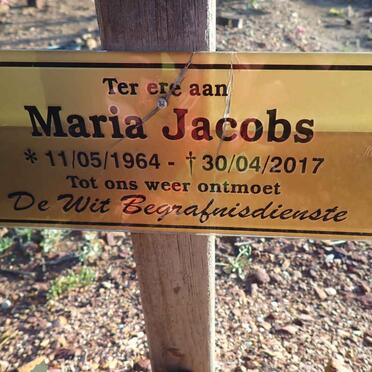 Ter ere aan
Maria Jacobs
* 11/05/1964 - † 30/04/2017
Tot ons weer ontmoet
De Wit Begrafnisdienste